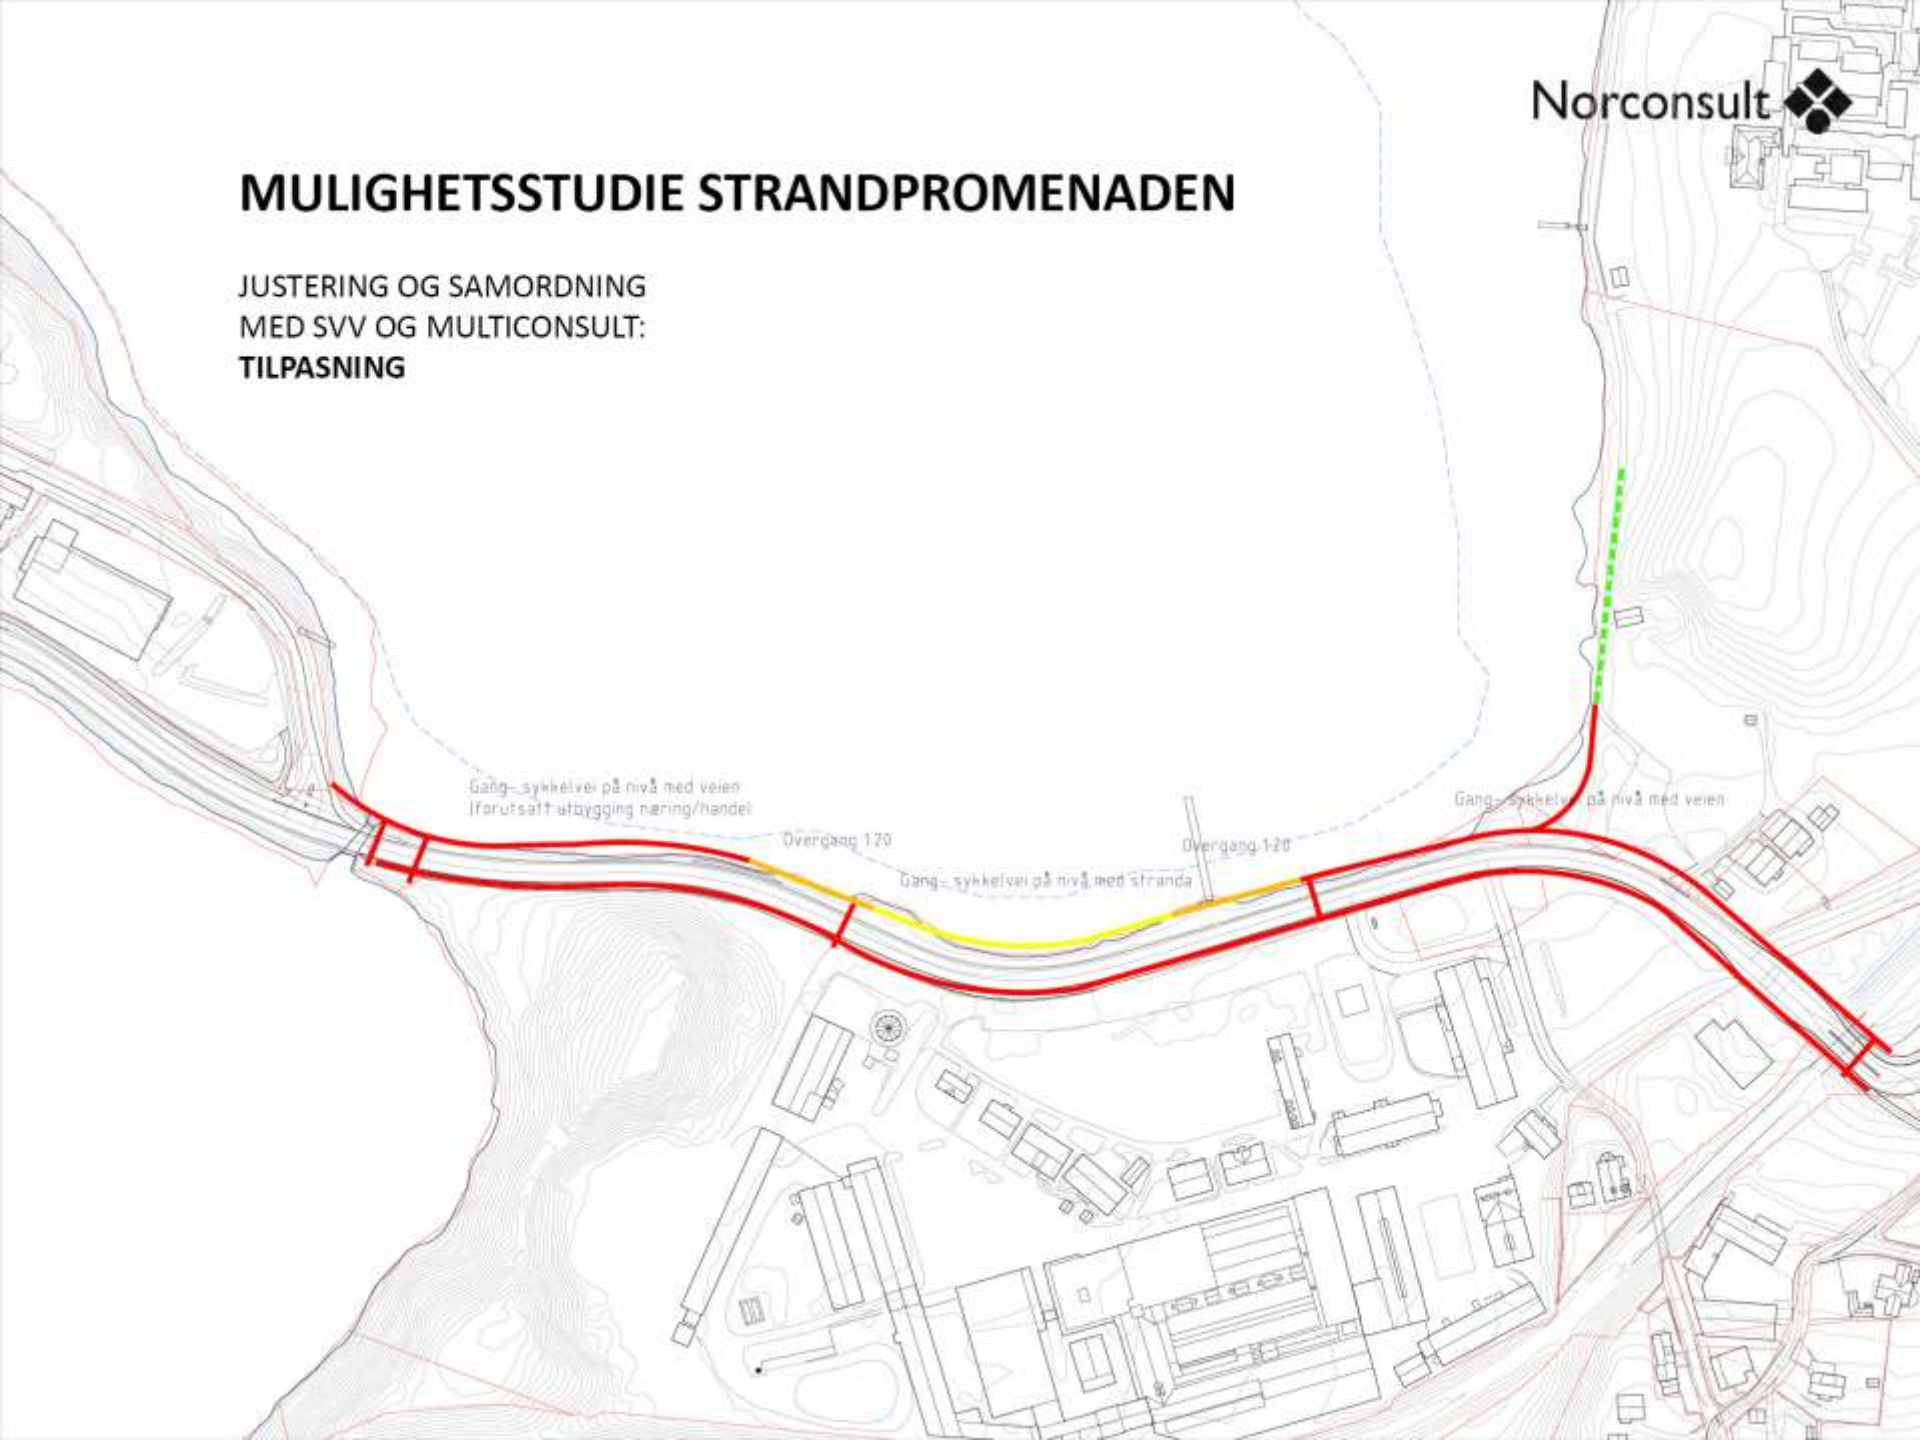 Norconsult
MULIGHETSSTUDIE STRANDPROMENADEN
JUSTERING OG SAMORDNING
MED SVV OG MULTICONSULT:
TILPASNING
Gang- sykkelvei på nivå med veien
(forutsatt utbygging næring/handel
Overgang 1:20
Gang- sykkelvei på nivå med stranda
Overgang 1:20
Gang- sykkelvei på nivå med veien